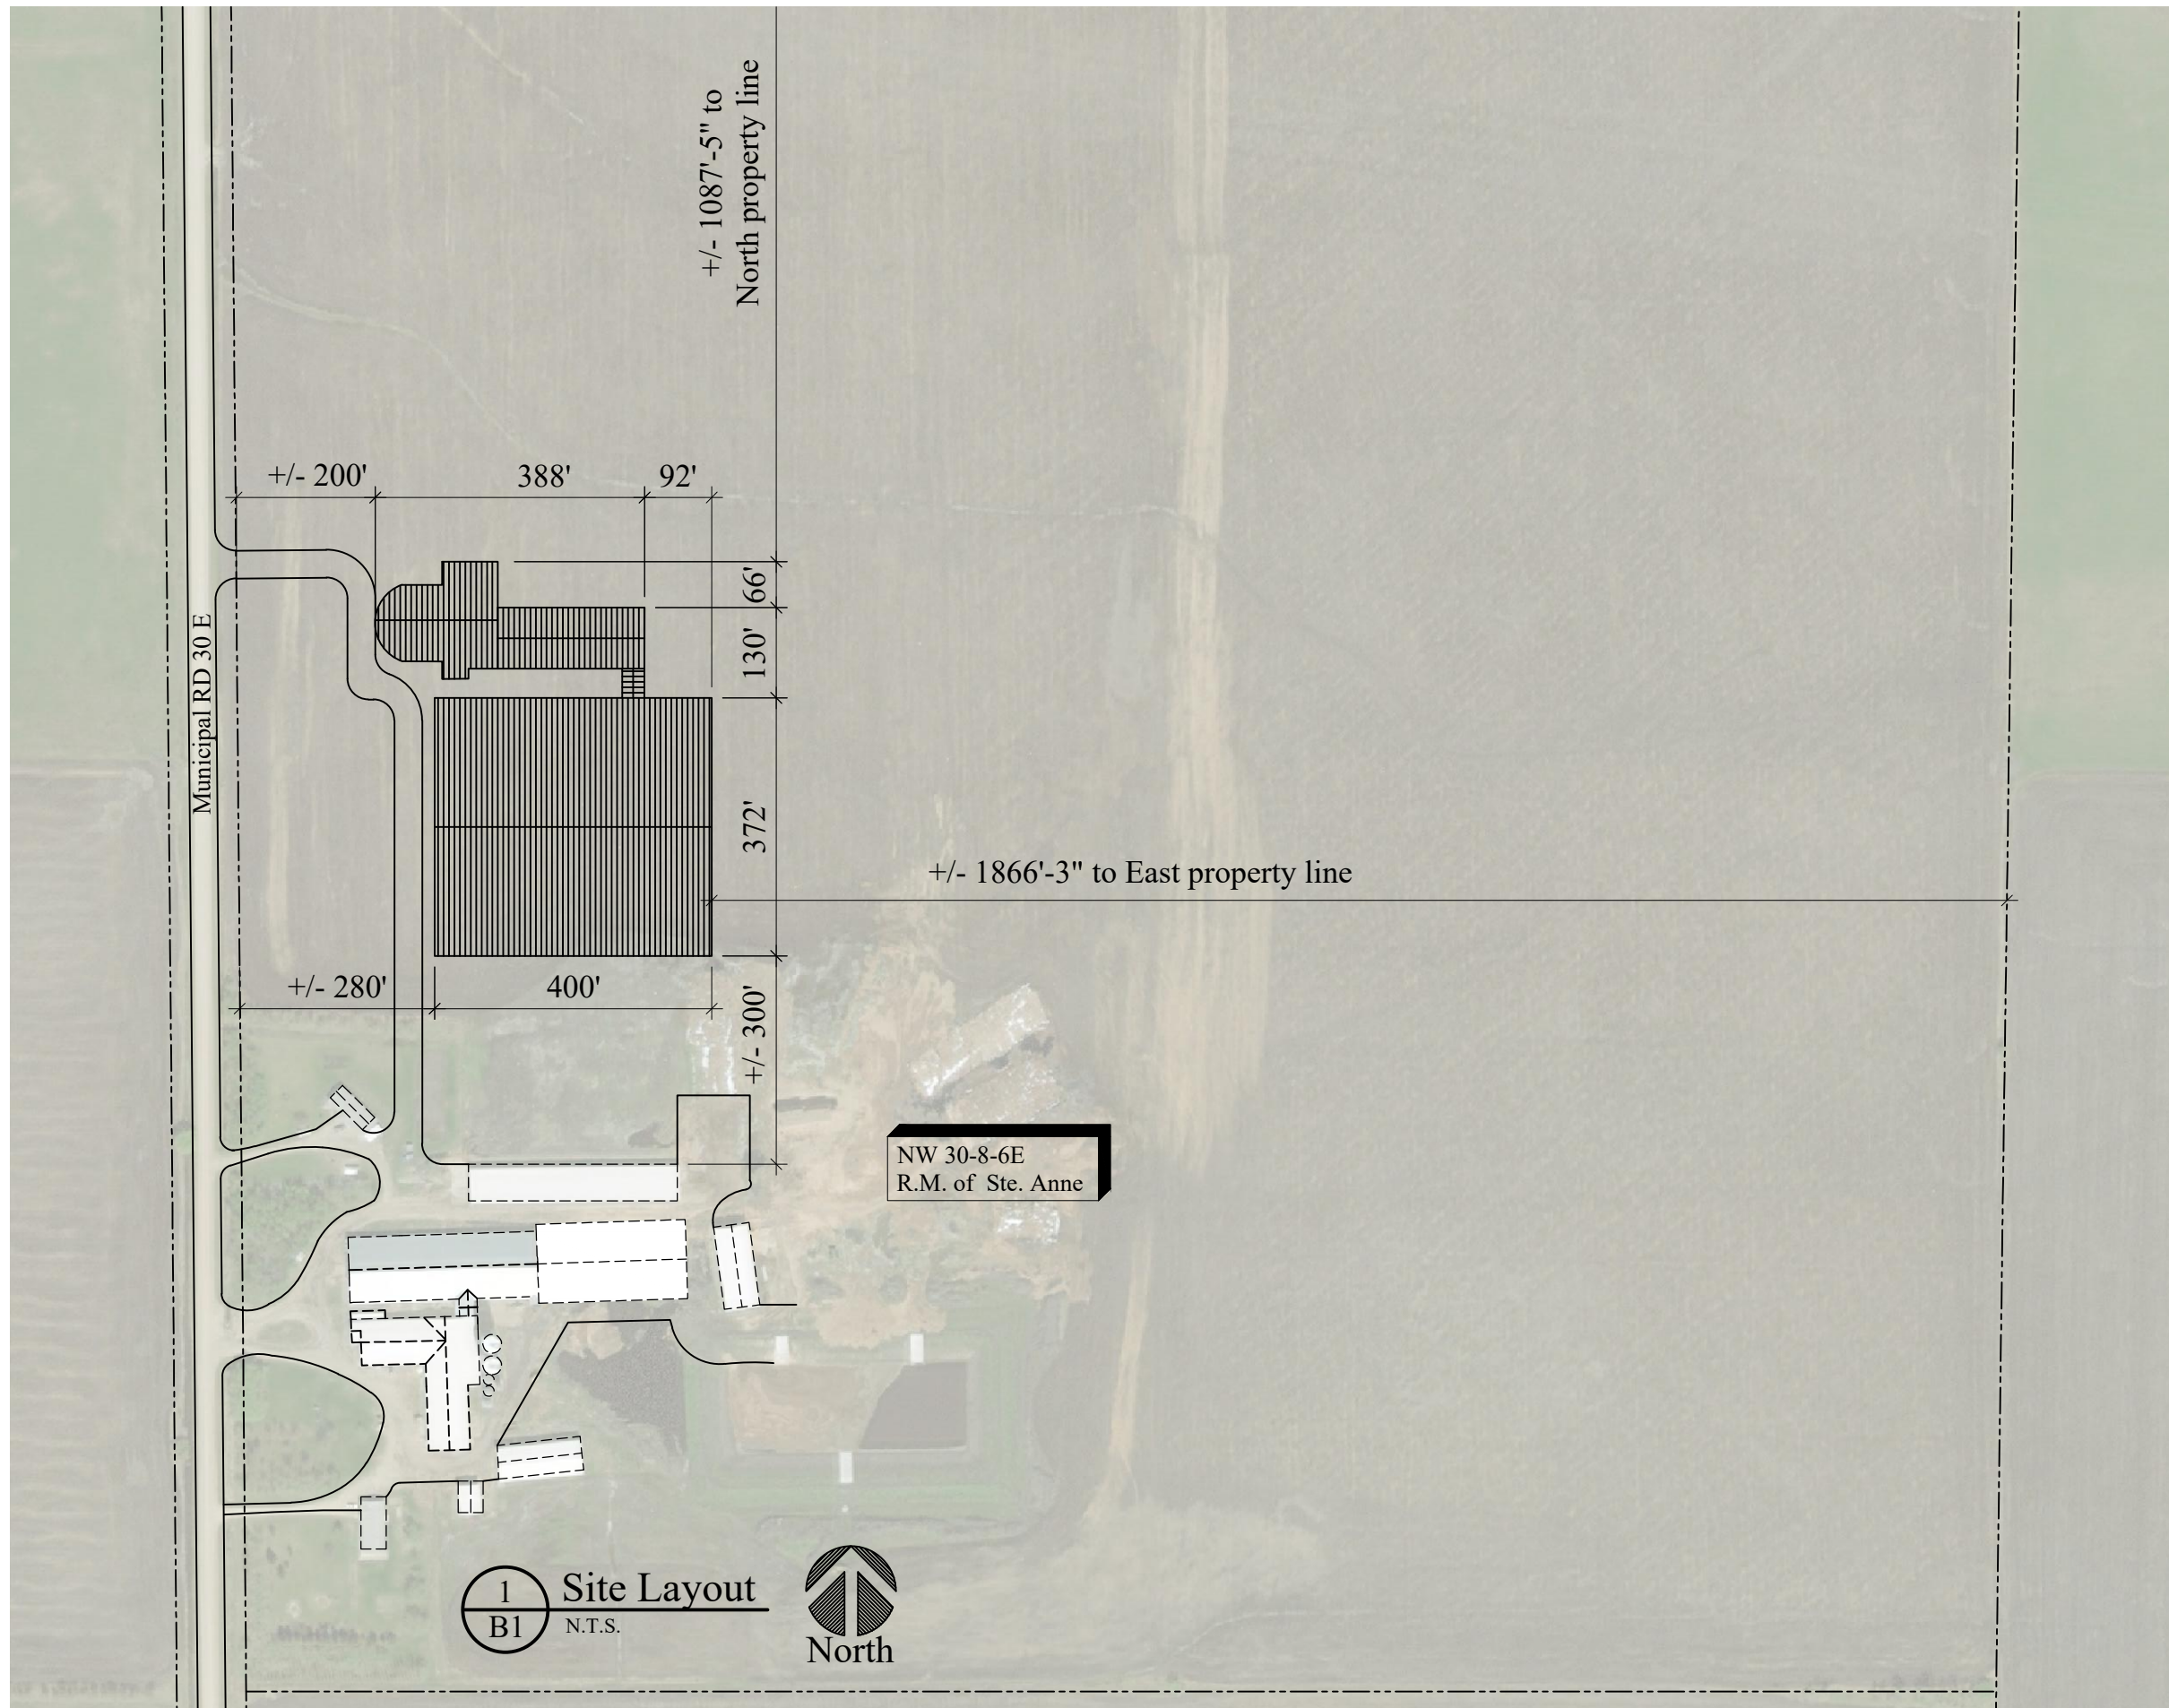 +/- 1087'-5" to
North property line
+/- 200'
388'
92'
66'
130'
Municipal RD 30 E
372'
+/- 1866'-3" to East property line
+/- 280'
400'
+/- 300'
NW 30-8-6E
R.M. of Ste. Anne
1
B1
Site Layout
N.T.S.
North